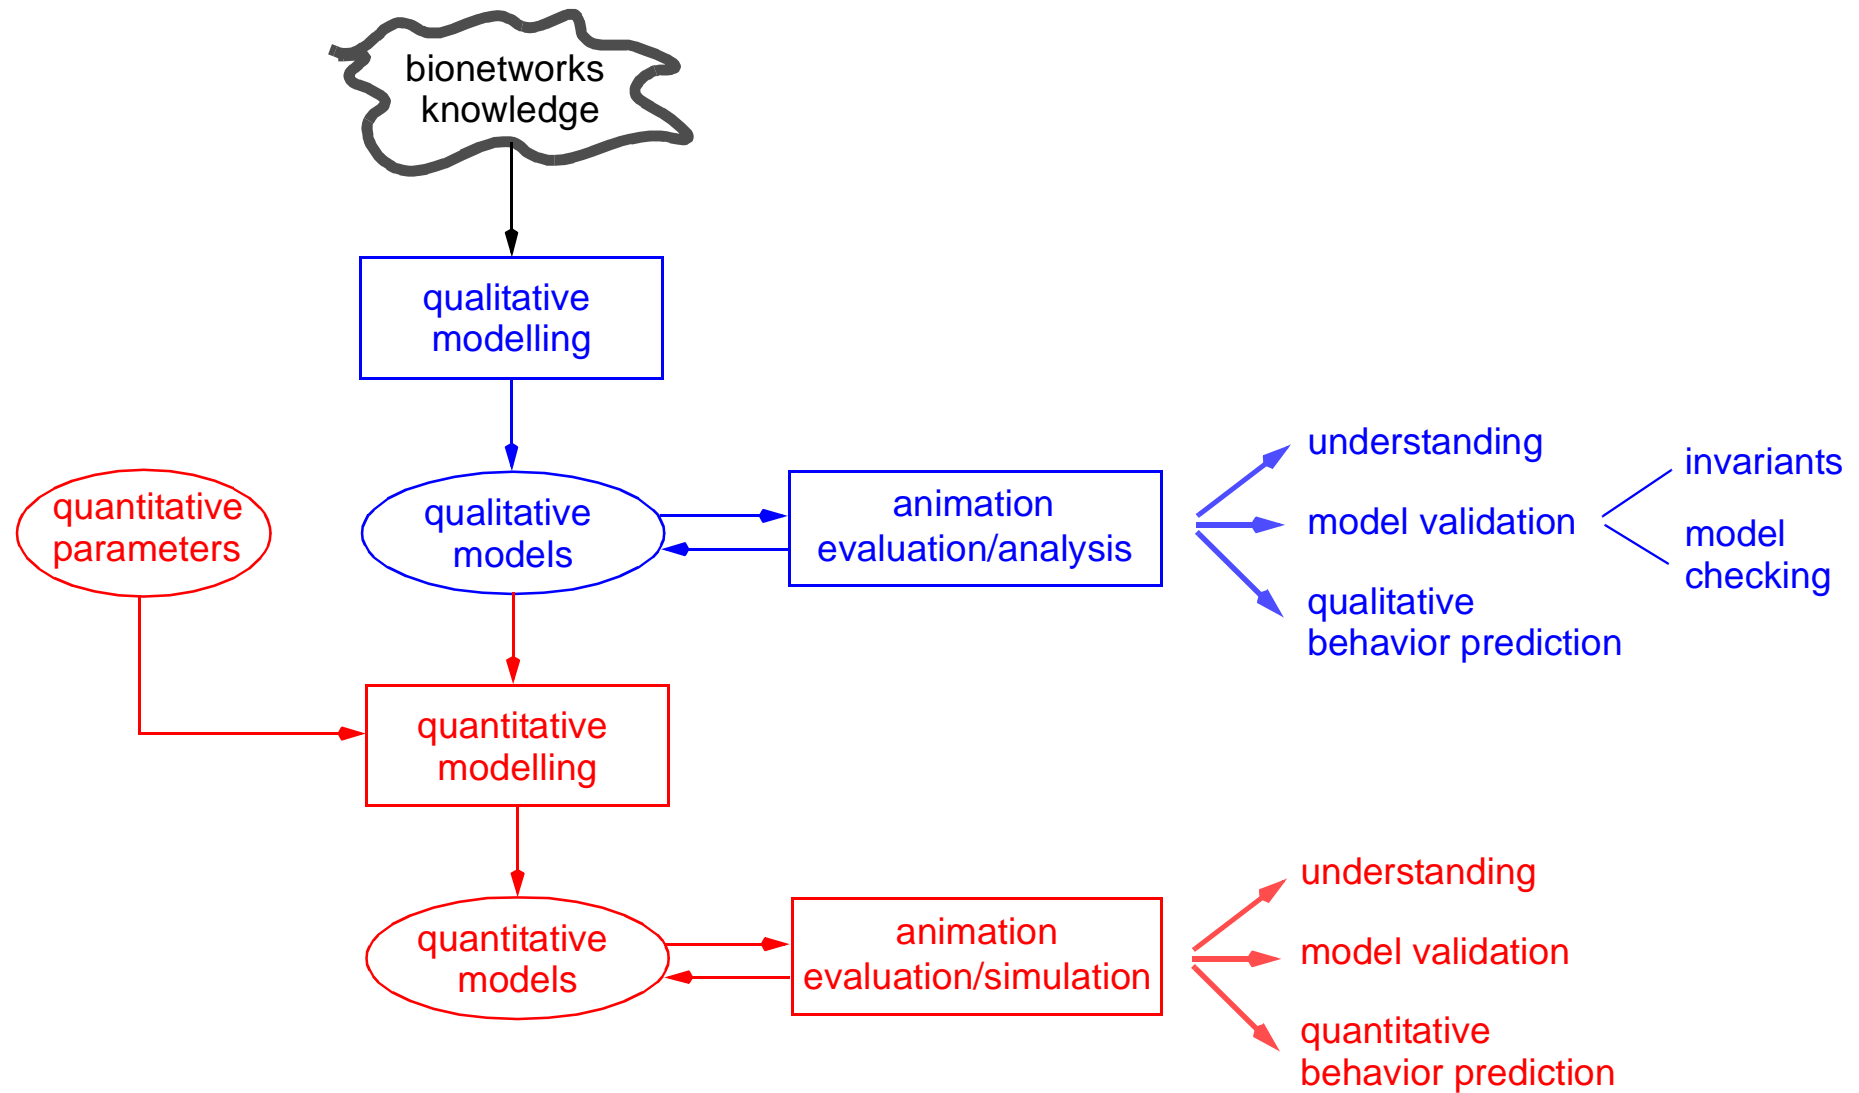 bionetworks
knowledge
qualitative
modelling
quantitative
parameters
qualitative
models
animation
evaluation/analysis
understanding
model validation
qualitative
behavior prediction
invariants
model
checking
quantitative
modelling
quantitative
models
animation
evaluation/simulation
understanding
model validation
quantitative
behavior prediction